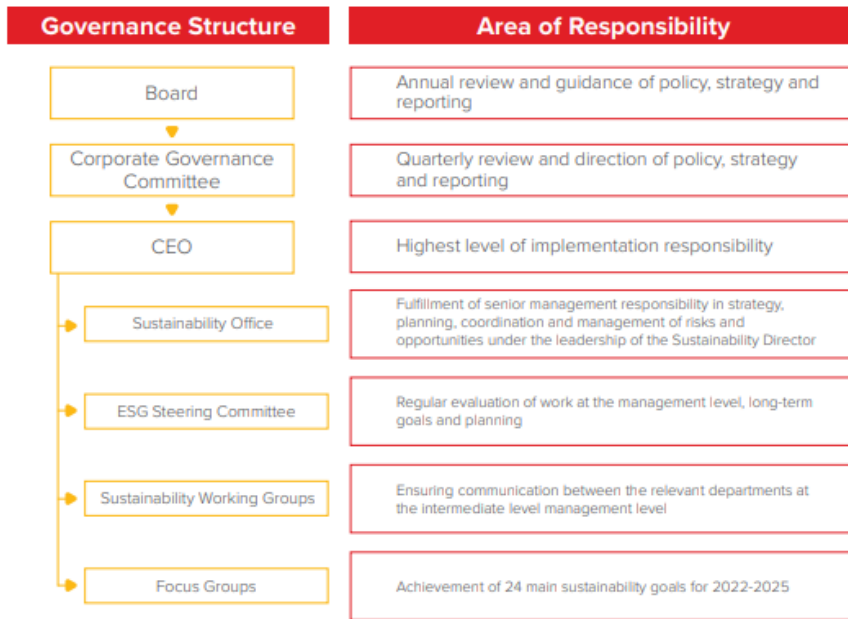 Governance Structure
Area of Responsibility
Board
Annual review and guidance of policy, strategy and
reporting
Corporate Governance
Committee
Quarterly review and direction of policy, strategy
and reporting
CEO
Highest level of implementation responsibility
Sustainability Office
Fulfillment of senior management responsibility in strategy,
planning, coordination and management of risks and
opportunities under the leadership of the Sustainability Director
ESG Steering Committee
Regular evaluation of work at the management level, long-term
goals and planning
Sustainability Working Groups
Ensuring communication between the relevant departments at
the intermediate level management level
Focus Groups
Achievement of 24 main sustainability goals for 2022-2025